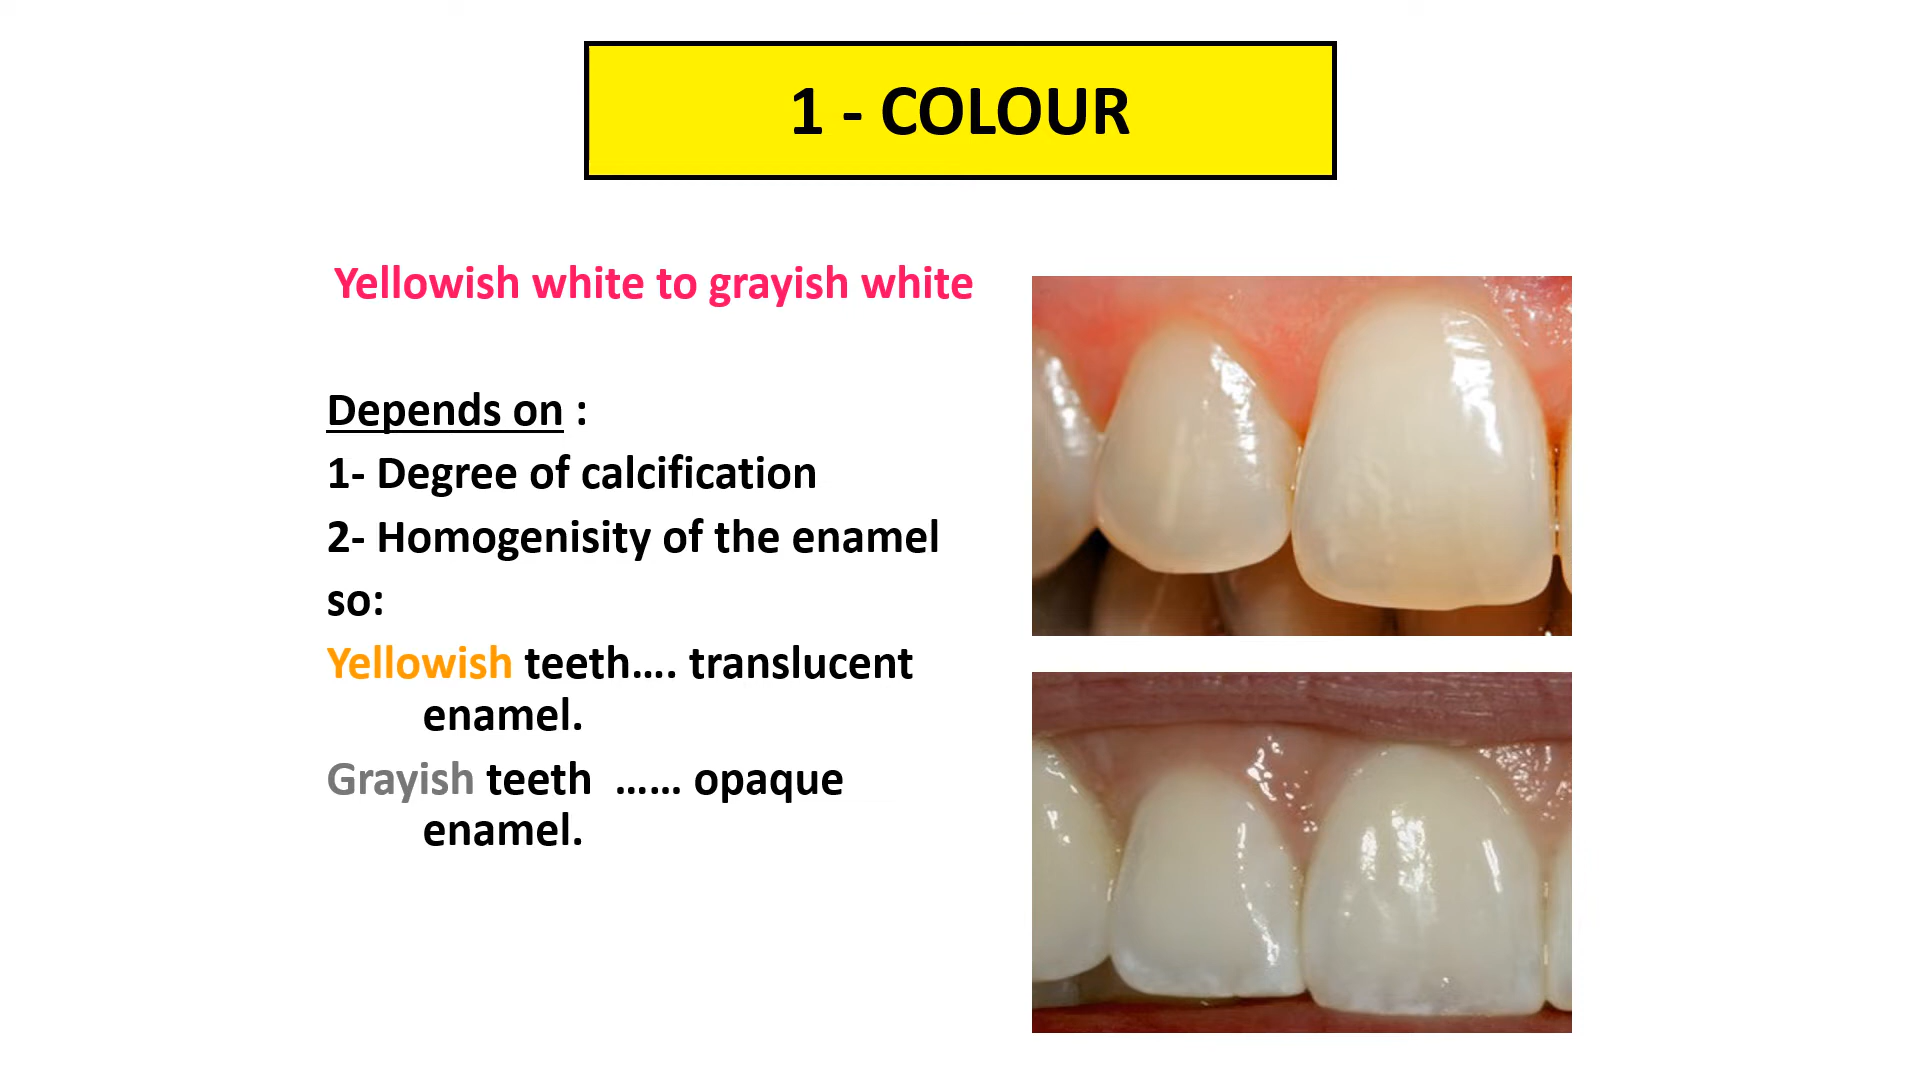 1 - COLOUR
Yellowish white to grayish white
Depends on :
1- Degree of calcification
2- Homogenisity of the enamel
so:
Yellowish teeth.... translucent
enamel.
Grayish teeth ...... opaque
enamel.